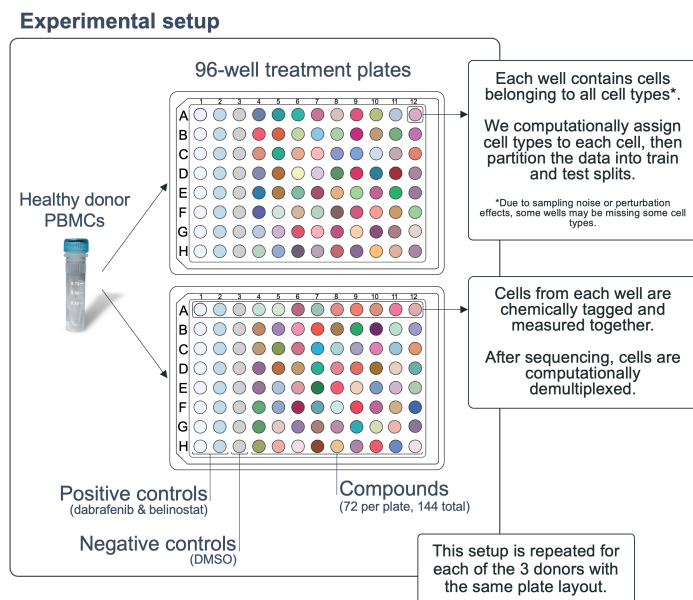 Experimental setup
96-well treatment plates
Healthy donor
PBMCs
1 2 3 4 5 6 7 8 9 10 11 12
A
B
C
D
E
F
G
H
Each well contains cells
belonging to all cell types*.
We computationally assign
cell types to each cell, then
partition the data into train
and test splits.
*Due to sampling noise or perturbation
effects, some wells may be missing some cell
types.
1 2 3 4 5 6 7 8 9 10 11 12
A
B
C
D
E
F
G
H
Cells from each well are
chemically tagged and
measured together.
After sequencing, cells are
computationally
demultiplexed.
Positive controls
(dabrafenib & belinostat)
Negative controls
(DMSO)
Compounds
(72 per plate, 144 total)
This setup is repeated for
each of the 3 donors with
the same plate layout.